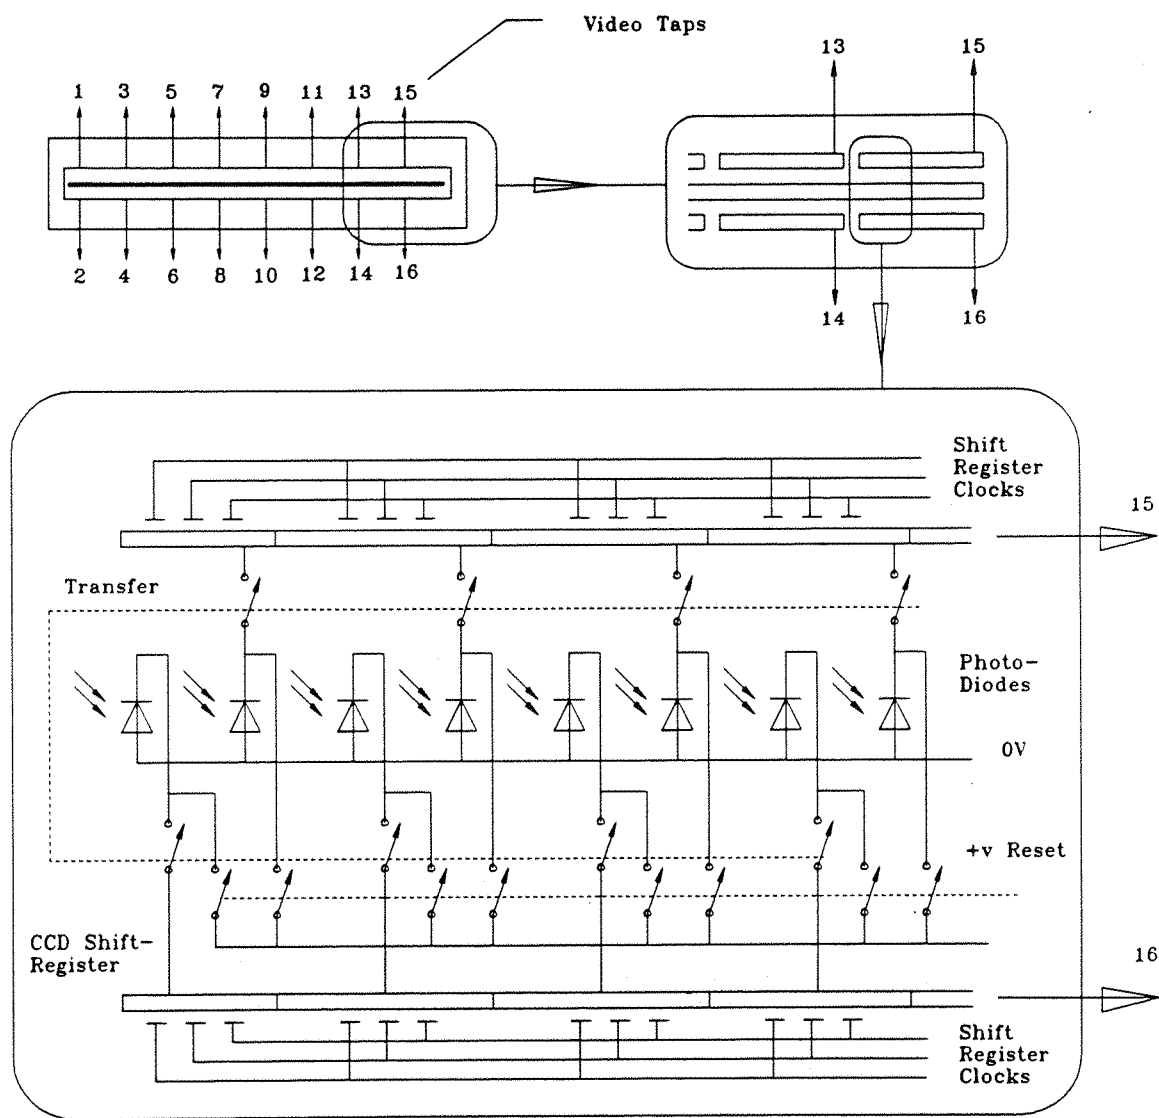 Video Taps
1 3 5 7 9 11 13 15
2 4 6 8 10 12 14 16
13 15
14 16
Shift
Register
Clocks
15
Transfer
Photo-
Diodes
0V
+v Reset
CCD Shift-
Register
16
Shift
Register
Clocks